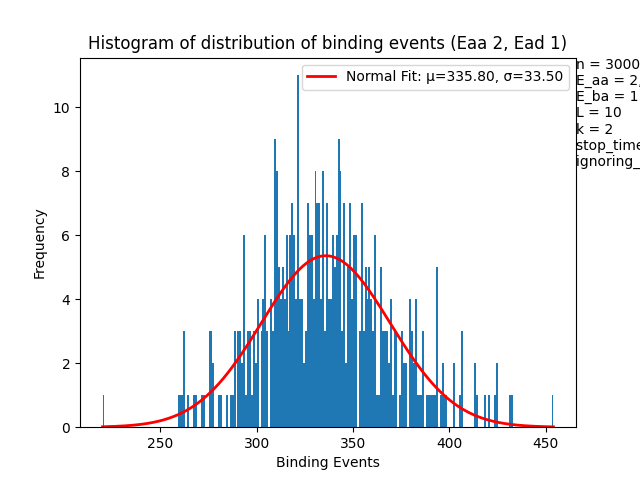 Histogram of distribution of binding events (Eaa 2, Ead 1)
Normal Fit: μ=335.80, σ=33.50
n = 3000
E_aa = 2,
E_ba = 1
L = 10
k = 2
stop_time
ignoring_
Frequency
10
8
6
4
2
0
250
300
350
400
450
Binding Events